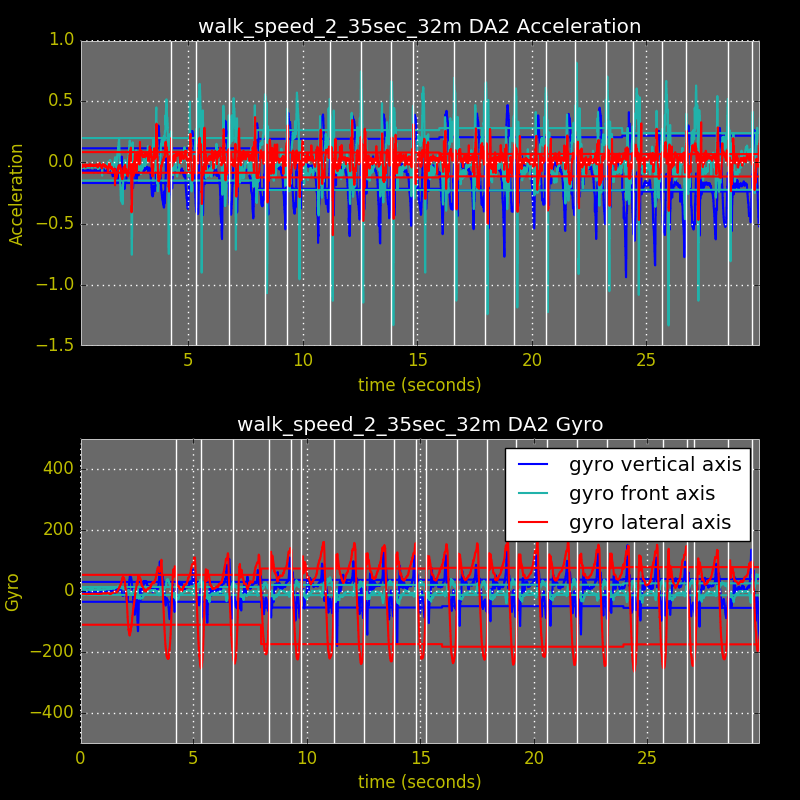 walk_speed_2_35sec_32m DA2 Acceleration
1.0
0.5
0.0
−0.5
−1.0
−1.5
Acceleration
5
10
15
20
25
time (seconds)
walk_speed_2_35sec_32m DA2 Gyro
400
200
0
−200
−400
Gyro
gyro vertical axis
gyro front axis
gyro lateral axis
0
5
10
15
20
25
time (seconds)